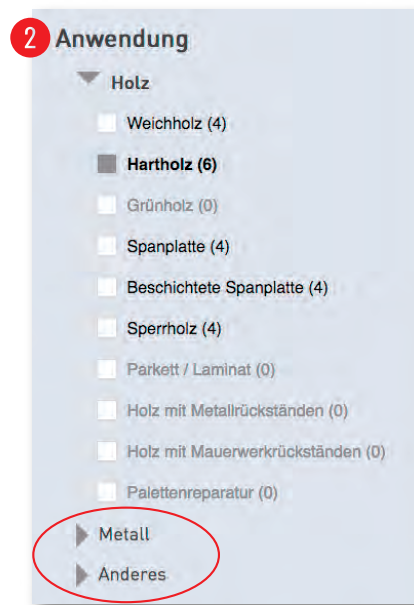 2 Anwendung
Holz
Weichholz (4)
Hartholz (6)
Grünholz (0)
Spanplatte (4)
Beschichtete Spanplatte (4)
Sperrholz (4)
Parkett / Laminat (0)
Holz mit Metallrückständen (0)
Holz mit Mauerwerkrückständen (0)
Palettenreparatur (0)
Metall
Anderes